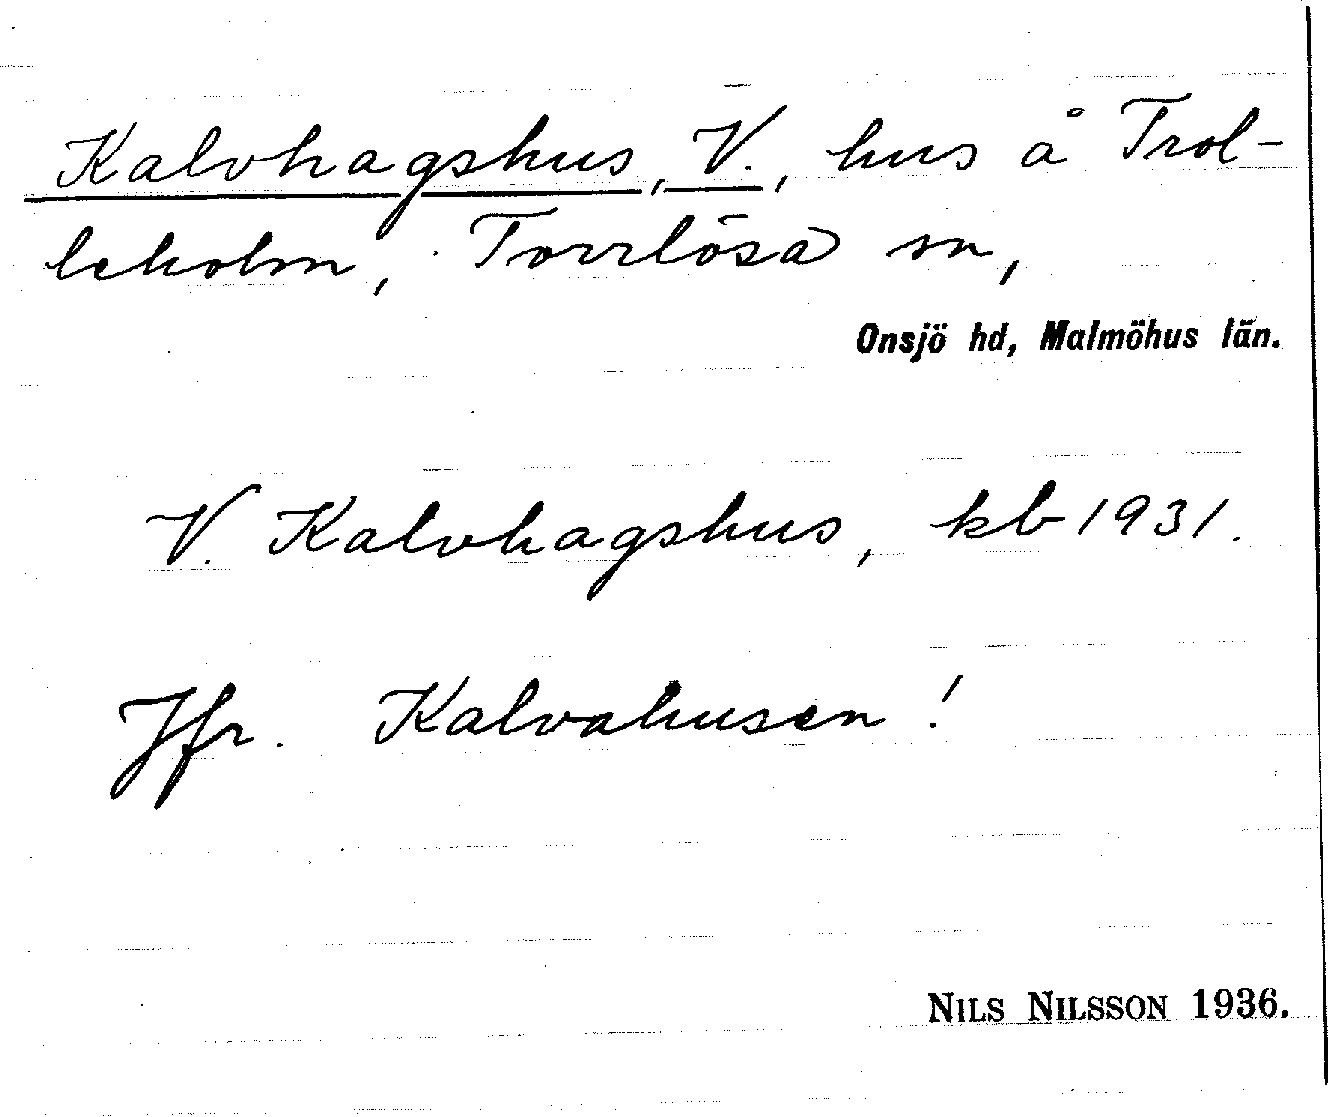 Kalvhagshus, V., hus å Trol-
leholm, Torrlösa sn,
Onsjö hd, Malmöhus län.
V. Kalvhagshus, kb 1931.
Jfr. Kalvahusen!
NILS NILSSON 1936.